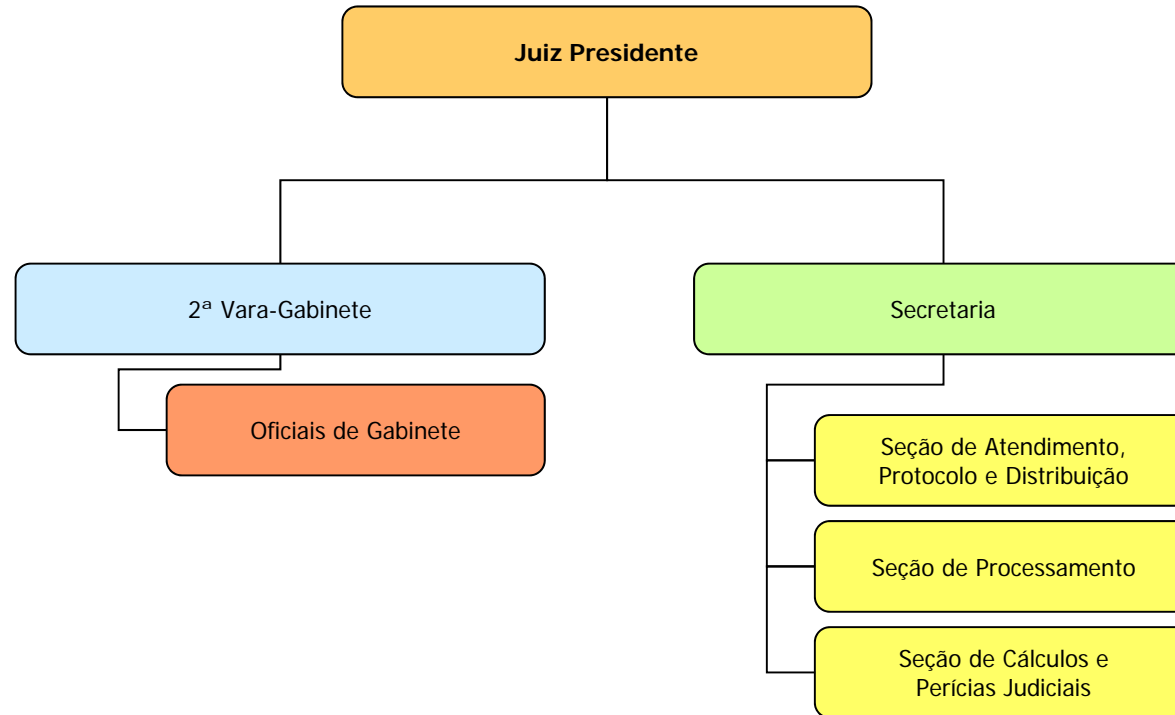 Juiz Presidente
2ª Vara-Gabinete
Oficiais de Gabinete
Secretaria
Seção de Atendimento,
Protocolo e Distribuição
Seção de Processamento
Seção de Cálculos e
Perícias Judiciais